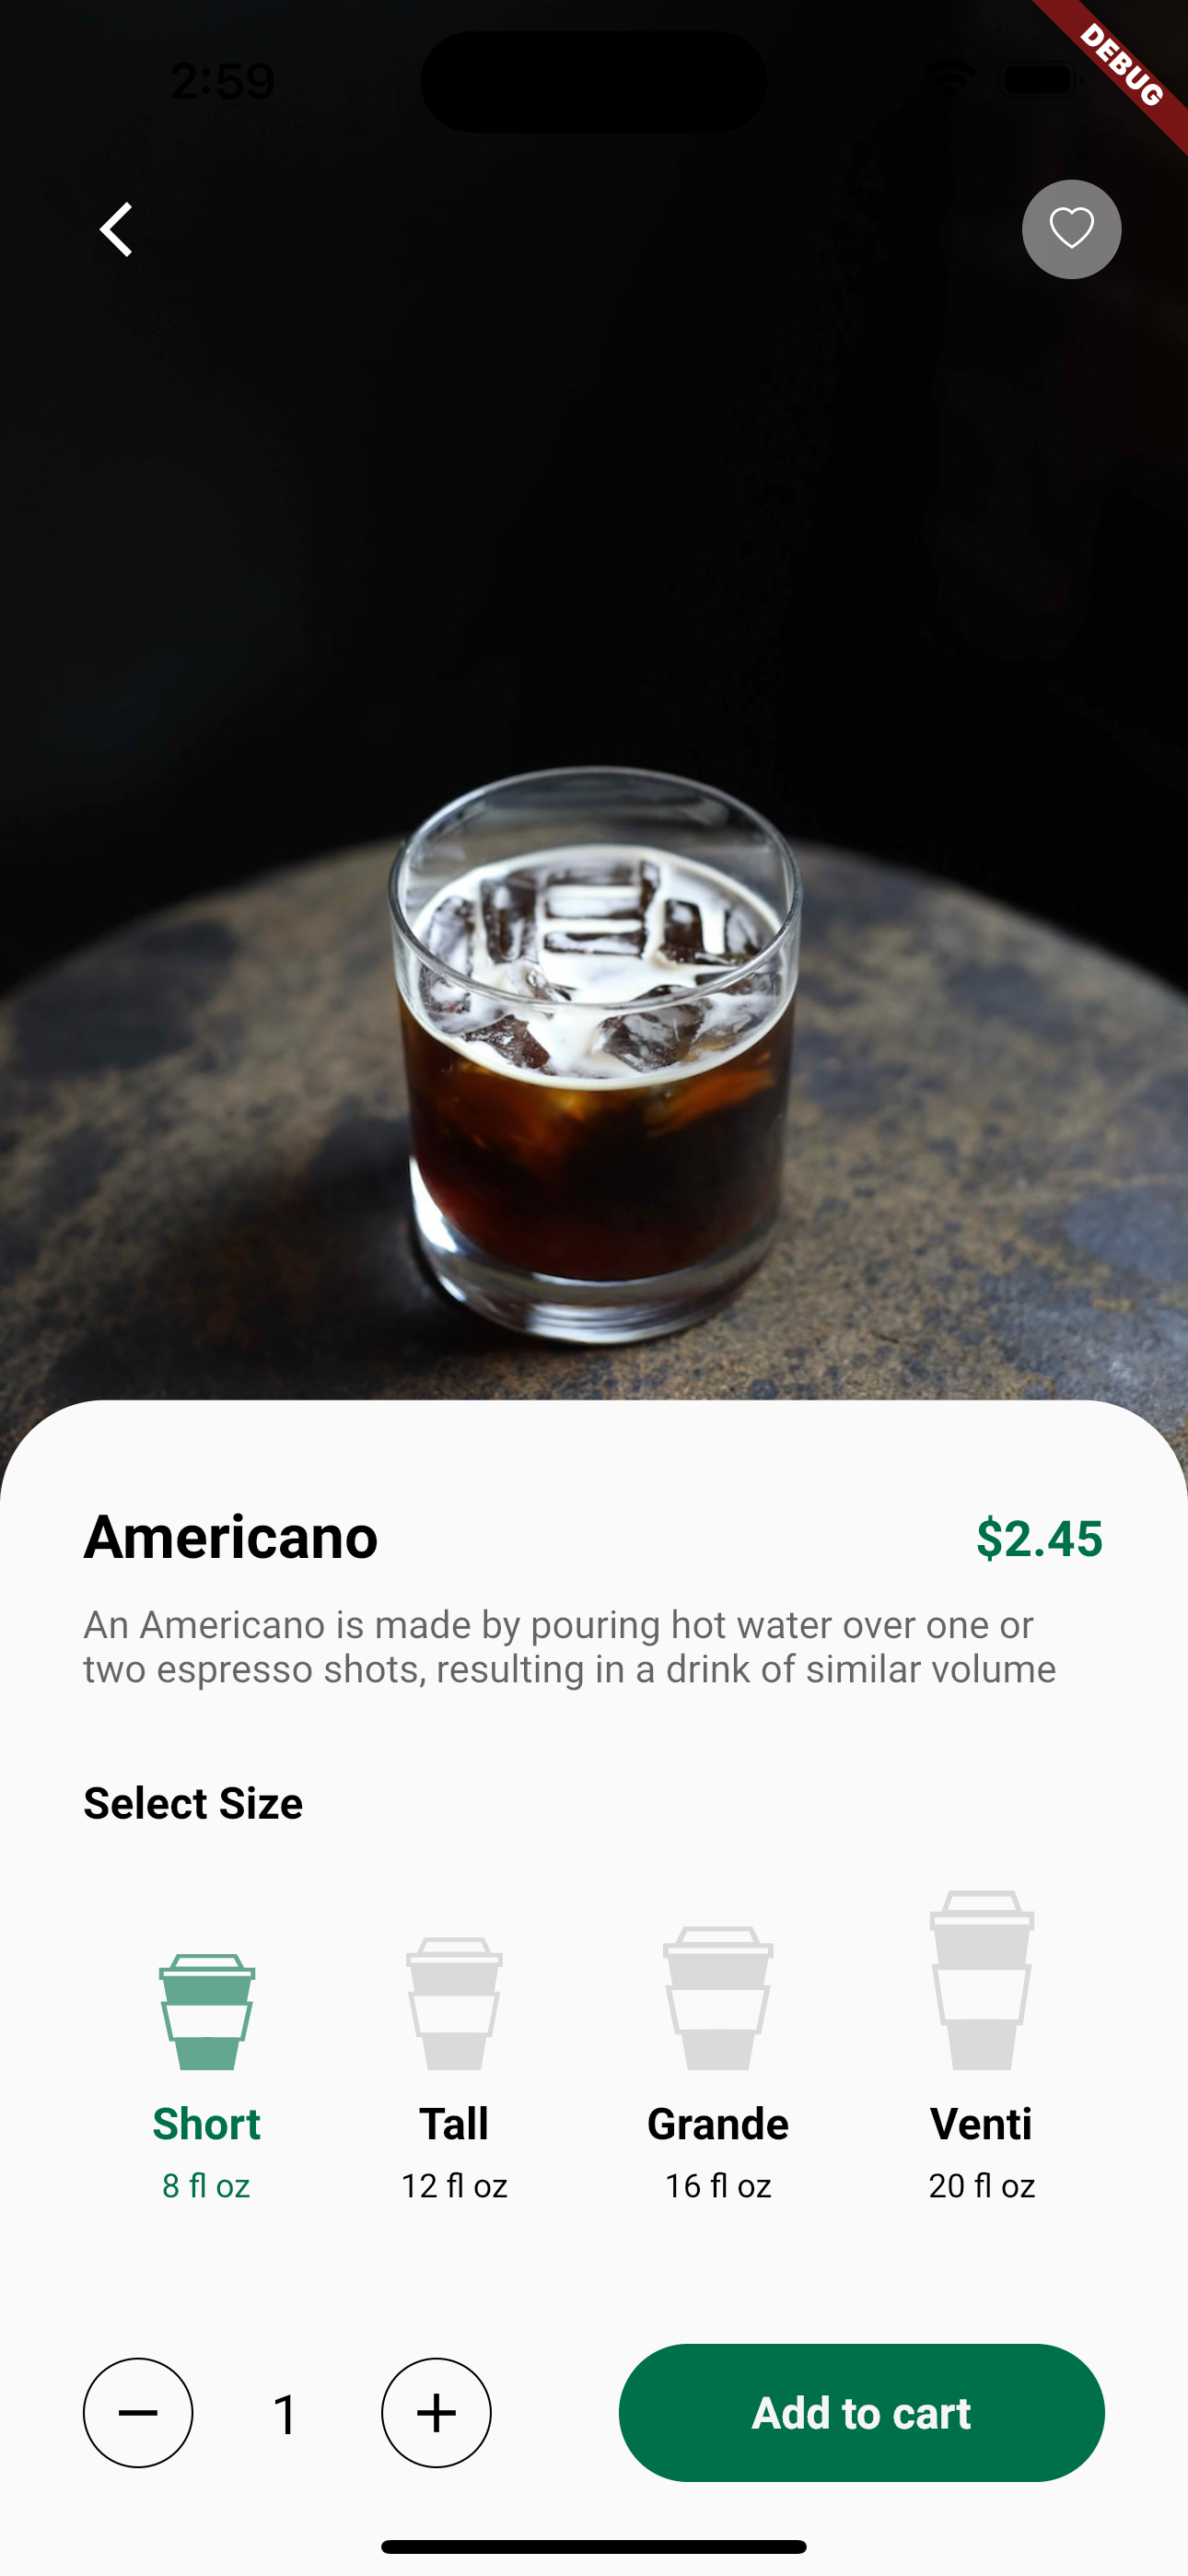 2:59
DEBUG
Americano
$2.45
An Americano is made by pouring hot water over one or
two espresso shots, resulting in a drink of similar volume
Select Size
Short
Tall
Grande
Venti
8 fl oz
12 fl oz
16 fl oz
20 fl oz
1
Add to cart